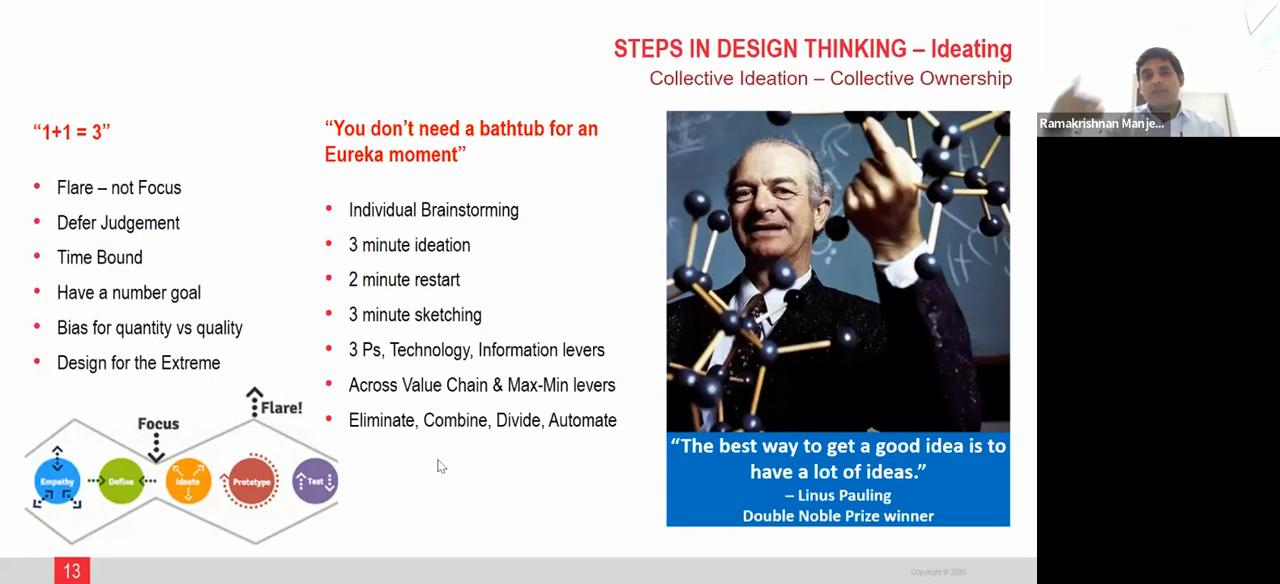 STEPS IN DESIGN THINKING – Ideating
Collective Ideation – Collective Ownership
Ramakrishnan Manje...
“1+1 = 3”
Flare – not Focus
Defer Judgement
Time Bound
Have a number goal
Bias for quantity vs quality
Design for the Extreme
“You don’t need a bathtub for an
Eureka moment”
Individual Brainstorming
3 minute ideation
2 minute restart
3 minute sketching
3 Ps, Technology, Information levers
Across Value Chain & Max-Min levers
Eliminate, Combine, Divide, Automate
Focus
Flare!
Empathy
Define
Ideate
Prototype
Test
“The best way to get a good idea is to
have a lot of ideas.”
– Linus Pauling
Double Noble Prize winner
13
Copyright © 2020